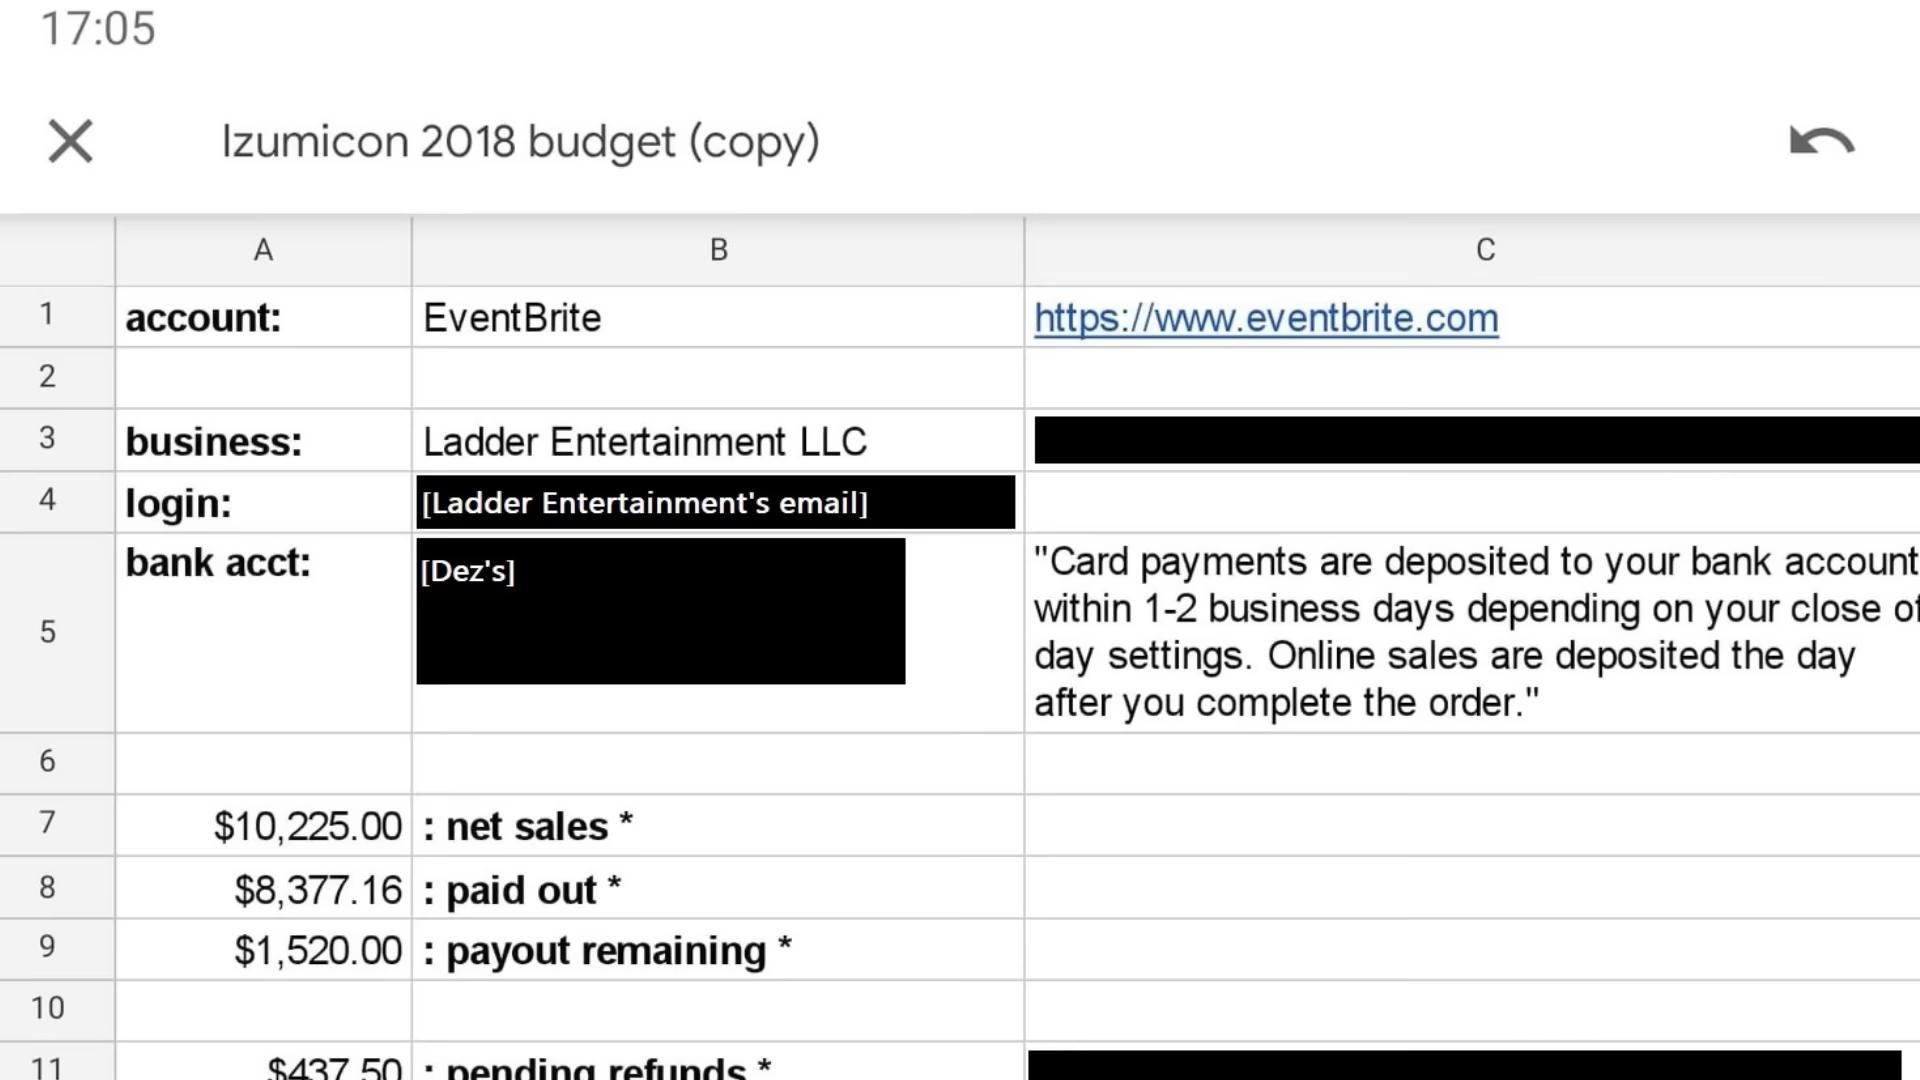 17:05
Izumicon 2018 budget (copy)
A B C
1 account: EventBrite https://www.eventbrite.com
2
3 business: Ladder Entertainment LLC
4 login: [Ladder Entertainment's email]
5 bank acct: [Dez's] "Card payments are deposited to your bank account
within 1-2 business days depending on your close of
day settings. Online sales are deposited the day
after you complete the order."
6
7 $10,225.00 : net sales *
8 $8,377.16 : paid out *
9 $1,520.00 : payout remaining *
10
11 $437.50 : pending refunds *